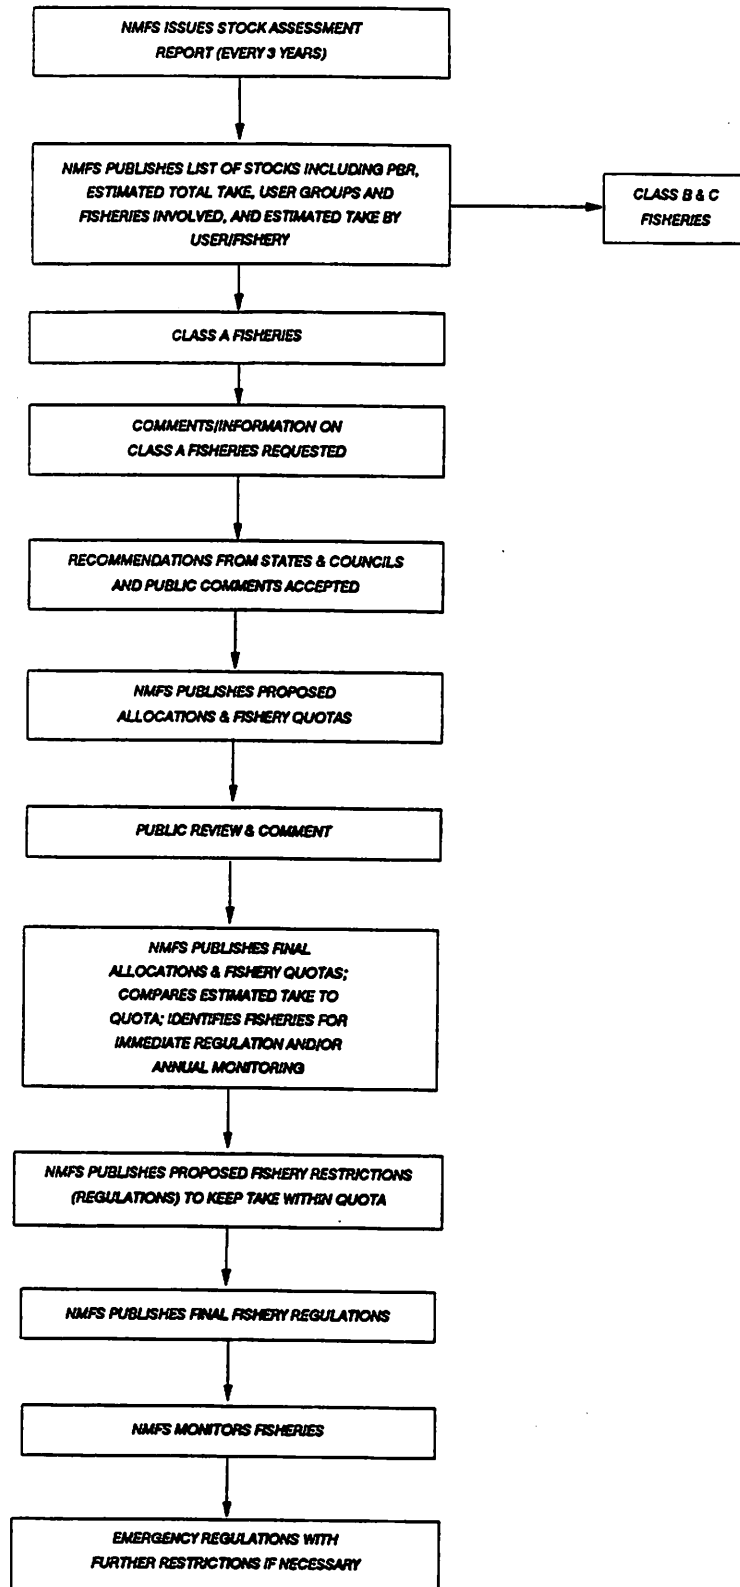 NMFS ISSUES STOCK ASSESSMENT
REPORT (EVERY 3 YEARS)
NMFS PUBLISHES LIST OF STOCKS INCLUDING PBR,
ESTIMATED TOTAL TAKE, USER GROUPS AND
FISHERIES INVOLVED, AND ESTIMATED TAKE BY
USER/FISHERY
CLASS B & C
FISHERIES
CLASS A FISHERIES
COMMENTS/INFORMATION ON
CLASS A FISHERIES REQUESTED
RECOMMENDATIONS FROM STATES & COUNCILS
AND PUBLIC COMMENTS ACCEPTED
NMFS PUBLISHES PROPOSED
ALLOCATIONS & FISHERY QUOTAS
PUBLIC REVIEW & COMMENT
NMFS PUBLISHES FINAL
ALLOCATIONS & FISHERY QUOTAS;
COMPARES ESTIMATED TAKE TO
QUOTA; IDENTIFIES FISHERIES FOR
IMMEDIATE REGULATION AND/OR
ANNUAL MONITORING
NMFS PUBLISHES PROPOSED FISHERY RESTRICTIONS
(REGULATIONS) TO KEEP TAKE WITHIN QUOTA
NMFS PUBLISHES FINAL FISHERY REGULATIONS
NMFS MONITORS FISHERIES
EMERGENCY REGULATIONS WITH
FURTHER RESTRICTIONS IF NECESSARY